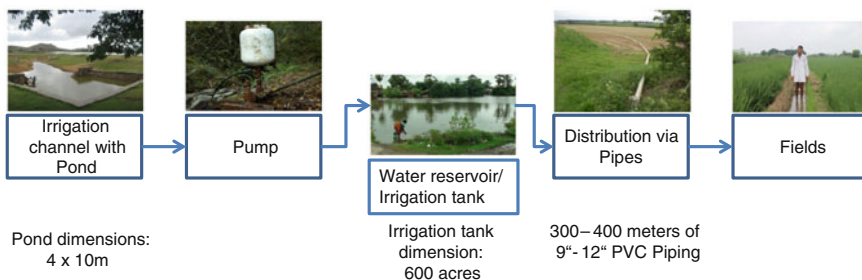 Irrigation
channel with
Pond
Pump
Water reservoir/
Irrigation tank
Distribution via
Pipes
Fields
Pond dimensions:
4 x 10m
Irrigation tank
dimension:
600 acres
300–400 meters of
9“- 12“ PVC Piping